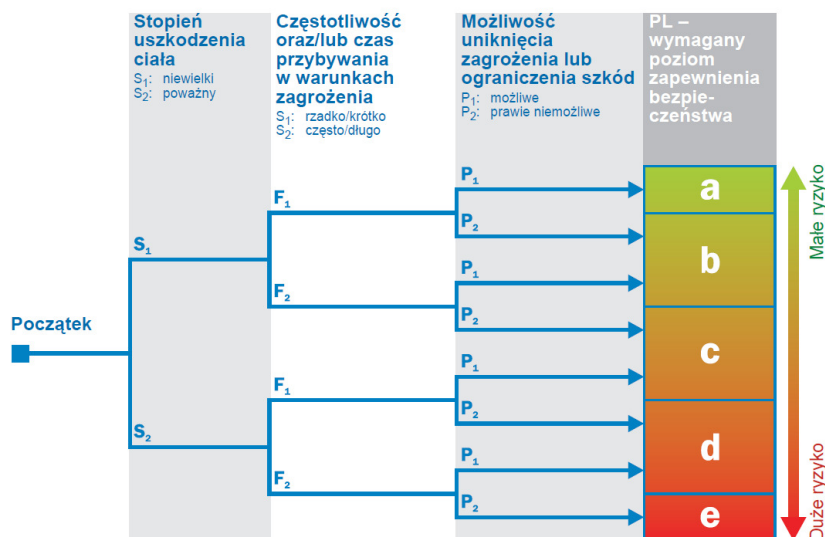 Stopień
uszkodzenia
ciała
S₁: niewielki
S₂: poważny
Częstotliwość
oraz/lub czas
przybywania
w warunkach
zagrożenia
S₁: rzadko/krótko
S₂: często/długo
Możliwość
uniknięcia
zagrożenia lub
ograniczenia szkód
P₁: możliwe
P₂: prawie niemożliwe
PL –
wymagany
poziom
zapewnienia
bezpie-
czeństwa
Początek
S₁
S₂
F₁
F₂
F₁
F₂
P₁
P₂
P₁
P₂
P₁
P₂
P₁
P₂
a
b
c
d
e
Małe ryzyko
Duże ryzyko